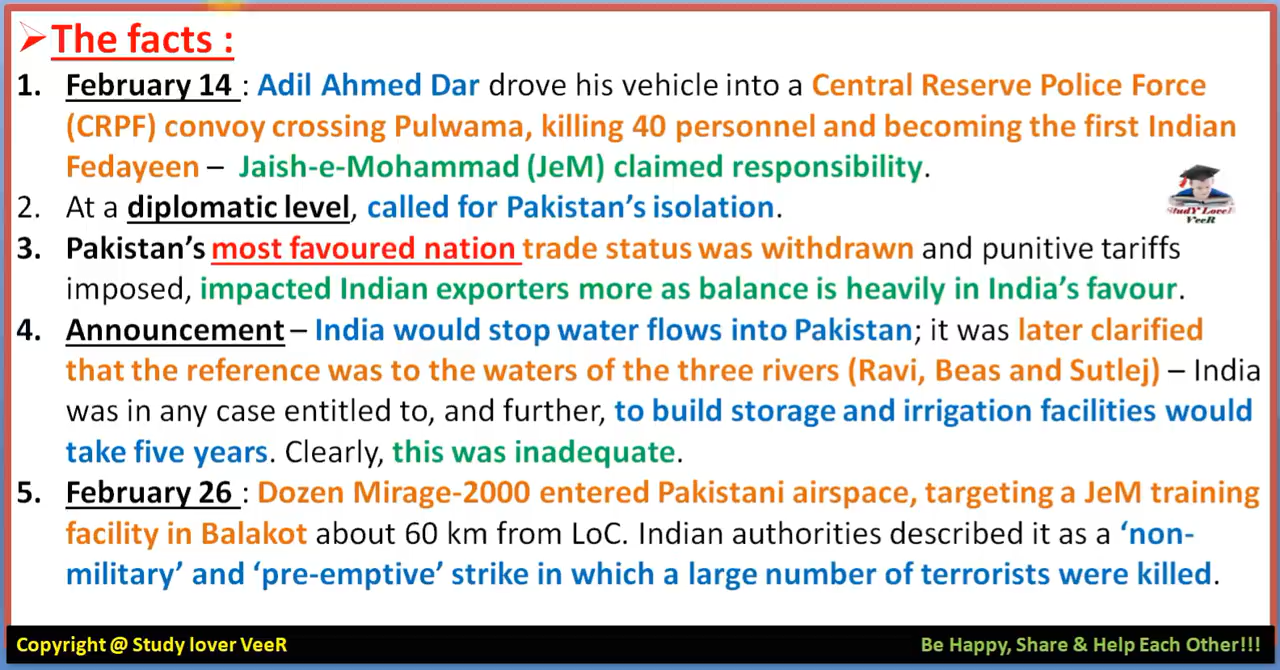 ➢The facts :
1. February 14 : Adil Ahmed Dar drove his vehicle into a Central Reserve Police Force
(CRPF) convoy crossing Pulwama, killing 40 personnel and becoming the first Indian
Fedayeen – Jaish-e-Mohammad (JeM) claimed responsibility.
2. At a diplomatic level, called for Pakistan’s isolation.
StudY LoveR
VeeR
3. Pakistan’s most favoured nation trade status was withdrawn and punitive tariffs
imposed, impacted Indian exporters more as balance is heavily in India’s favour.
4. Announcement – India would stop water flows into Pakistan; it was later clarified
that the reference was to the waters of the three rivers (Ravi, Beas and Sutlej) – India
was in any case entitled to, and further, to build storage and irrigation facilities would
take five years. Clearly, this was inadequate.
5. February 26 : Dozen Mirage-2000 entered Pakistani airspace, targeting a JeM training
facility in Balakot about 60 km from LoC. Indian authorities described it as a ‘non-
military’ and ‘pre-emptive’ strike in which a large number of terrorists were killed.
Copyright @ Study lover VeeR
Be Happy, Share & Help Each Other!!!